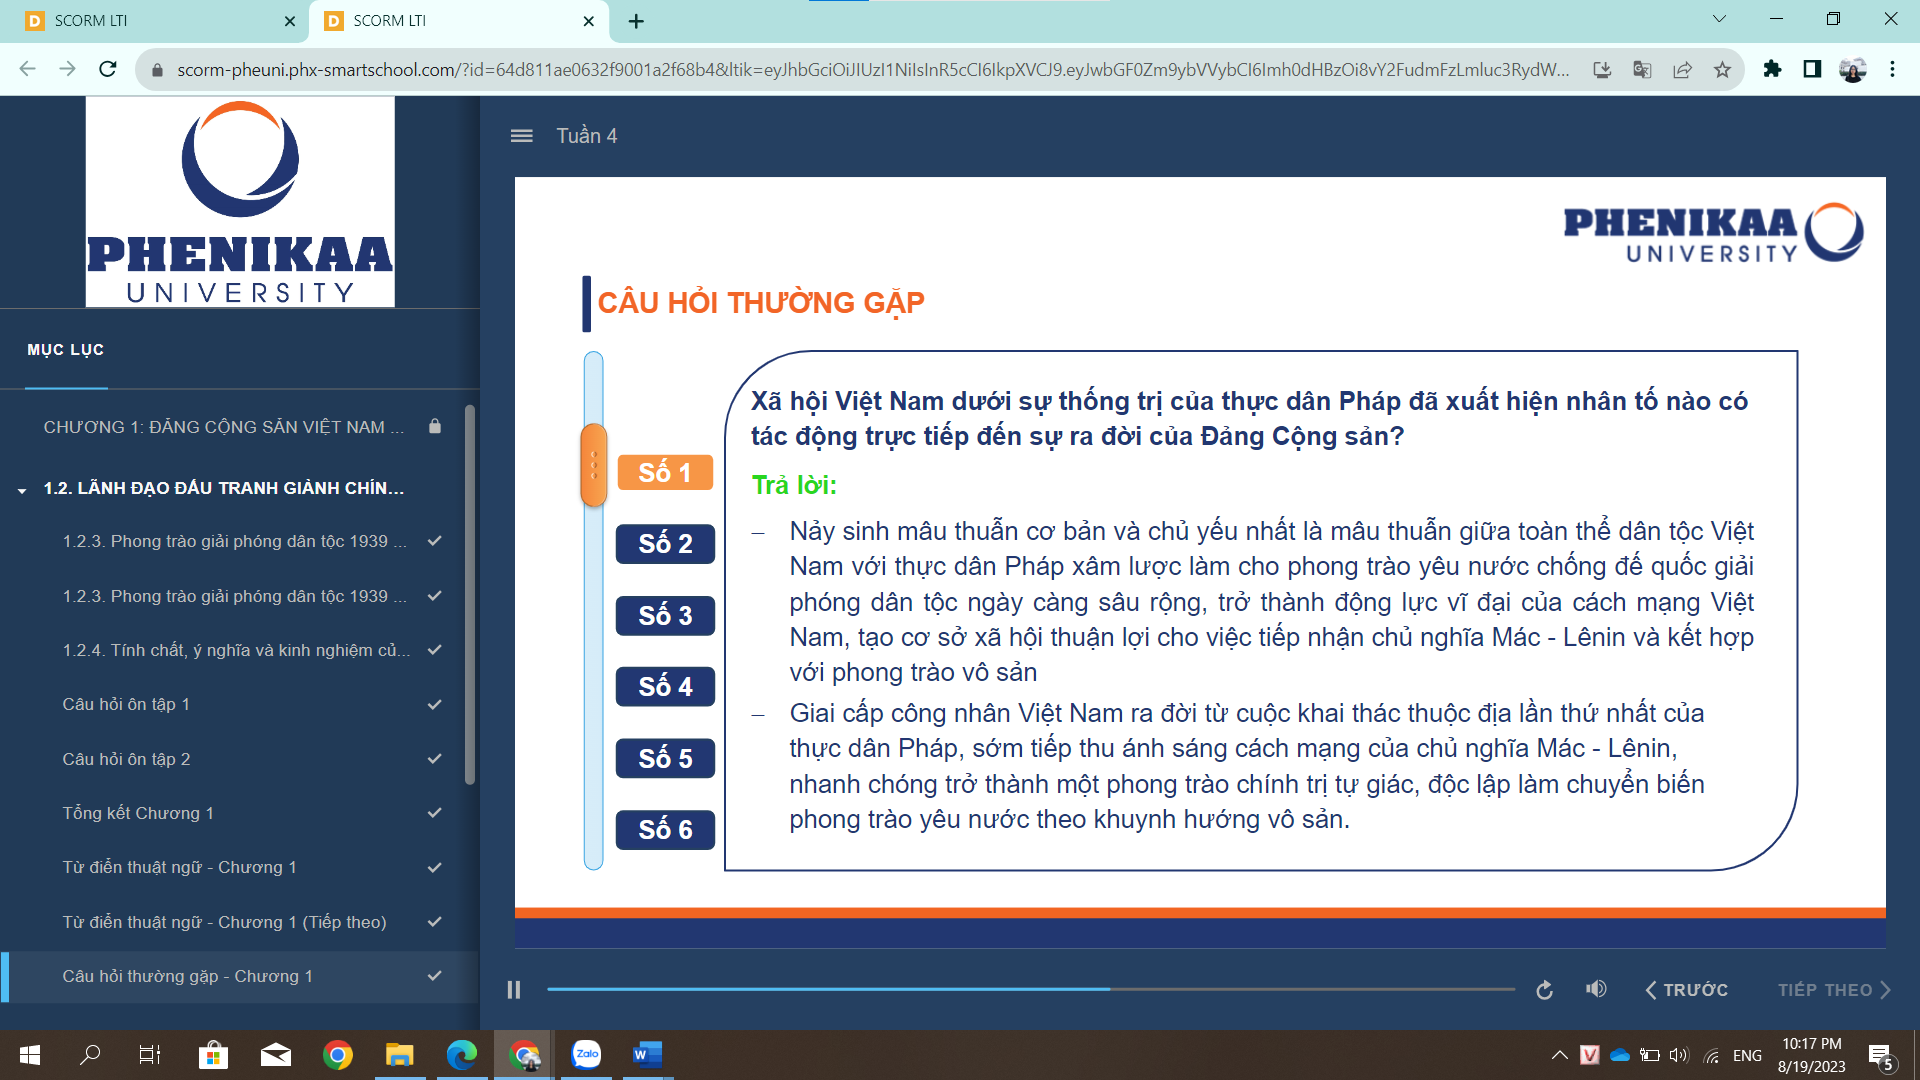 SCORM LTI
SCORM LTI
scorm-pheuni.phx-smartschool.com/?id=64d811ae0632f9001a2f68b4&ltik=eyJhbGciOiJIUzI1NiIsInR5cCI6IkpXVCJ9.eyJwbGF0Zm9ybVVybCI6Imh0dHBzOi8vY2FudmFzLmluc3RydW...
PHENIKAA
UNIVERSITY
MỤC LỤC
CHƯƠNG 1: ĐẢNG CỘNG SẢN VIỆT NAM ...
1.2. LÃNH ĐẠO ĐẤU TRANH GIÀNH CHÍN...
1.2.3. Phong trào giải phóng dân tộc 1939 ...
1.2.3. Phong trào giải phóng dân tộc 1939 ...
1.2.4. Tính chất, ý nghĩa và kinh nghiệm củ...
Câu hỏi ôn tập 1
Câu hỏi ôn tập 2
Tổng kết Chương 1
Từ điển thuật ngữ - Chương 1
Từ điển thuật ngữ - Chương 1 (Tiếp theo)
Câu hỏi thường gặp - Chương 1
Tuần 4
PHENIKAA
UNIVERSITY
CÂU HỎI THƯỜNG GẶP
Số 1
Số 2
Số 3
Số 4
Số 5
Số 6
Xã hội Việt Nam dưới sự thống trị của thực dân Pháp đã xuất hiện nhân tố nào có
tác động trực tiếp đến sự ra đời của Đảng Cộng sản?
Trả lời:
– Nảy sinh mâu thuẫn cơ bản và chủ yếu nhất là mâu thuẫn giữa toàn thể dân tộc Việt
Nam với thực dân Pháp xâm lược làm cho phong trào yêu nước chống đế quốc giải
phóng dân tộc ngày càng sâu rộng, trở thành động lực vĩ đại của cách mạng Việt
Nam, tạo cơ sở xã hội thuận lợi cho việc tiếp nhận chủ nghĩa Mác - Lênin và kết hợp
với phong trào vô sản
– Giai cấp công nhân Việt Nam ra đời từ cuộc khai thác thuộc địa lần thứ nhất của
thực dân Pháp, sớm tiếp thu ánh sáng cách mạng của chủ nghĩa Mác - Lênin,
nhanh chóng trở thành một phong trào chính trị tự giác, độc lập làm chuyển biến
phong trào yêu nước theo khuynh hướng vô sản.
TRƯỚC
TIẾP THEO
Zalo
ENG
10:17 PM
8/19/2023
5